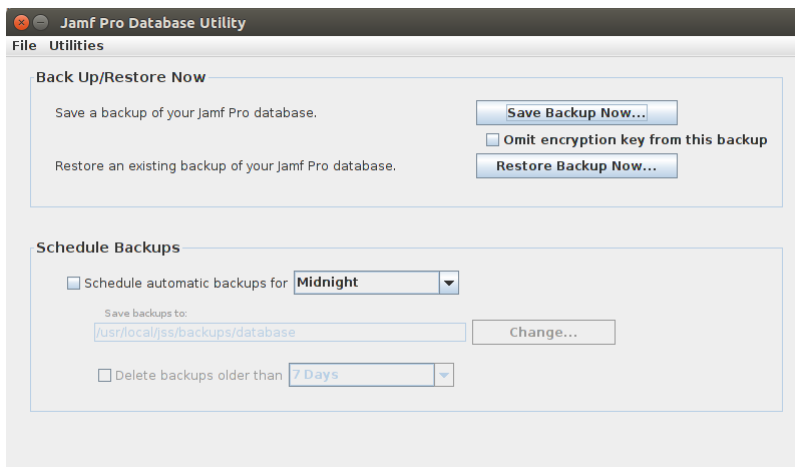 Jamf Pro Database Utility
File Utilities
Back Up/Restore Now
Save a backup of your Jamf Pro database.
Save Backup Now...
Omit encryption key from this backup
Restore an existing backup of your Jamf Pro database.
Restore Backup Now...
Schedule Backups
Schedule automatic backups for Midnight
Save backups to:
/usr/local/jss/backups/database
Change...
Delete backups older than 7 Days